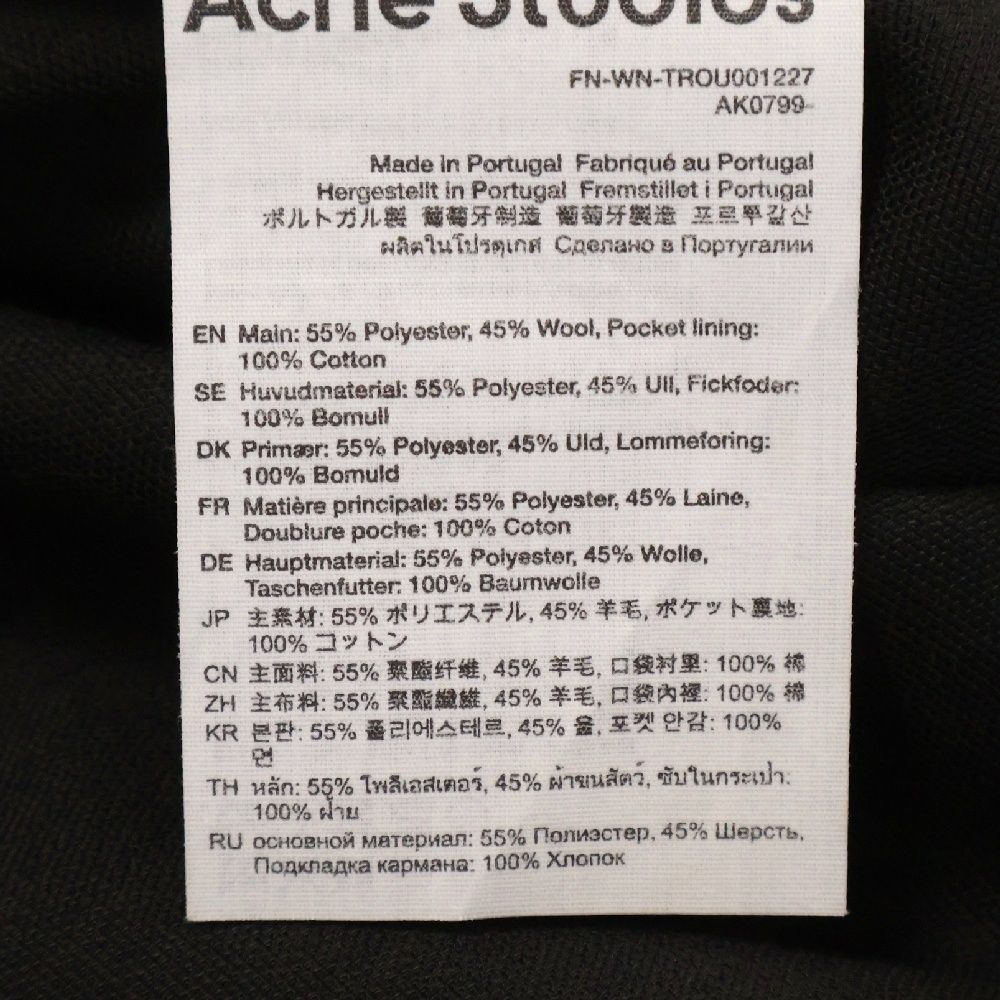 Acne Studios
FN-WN-TROU001227
AK0799-
Made in Portugal Fabriqué au Portugal
Hergestellt in Portugal Fremstillet i Portugal
ポルトガル製 葡萄牙制造 葡萄牙製造 포르투갈산
ผลิตในโปรตุเกส Сделано в Португалии
EN Main: 55% Polyester, 45% Wool, Pocket lining:
100% Cotton
SE Huvudmaterial: 55% Polyester, 45% Ull, Fickfoder:
100% Bomull
DK Primær: 55% Polyester, 45% Uld, Lommeforing:
100% Bomuld
FR Matière principale: 55% Polyester, 45% Laine,
Doublure poche: 100% Coton
DE Hauptmaterial: 55% Polyester, 45% Wolle,
Taschenfutter: 100% Baumwolle
JP 主素材: 55% ポリエステル, 45% 羊毛, ポケット裏地:
100% コットン
CN 主面料: 55% 聚酯纤维, 45% 羊毛, 口袋衬里: 100% 棉
ZH 主布料: 55% 聚酯纖維, 45% 羊毛, 口袋內裡: 100% 棉
KR 본판: 55% 폴리에스테르, 45% 울, 포켓 안감: 100%
면
TH หลัก: 55% โพลีเอสเตอร์, 45% ผ้าขนสัตว์, ซับในกระเป๋า:
100% ฝ้าย
RU основной материал: 55% Полиэстер, 45% Шерсть,
Подкладка кармана: 100% Хлопок